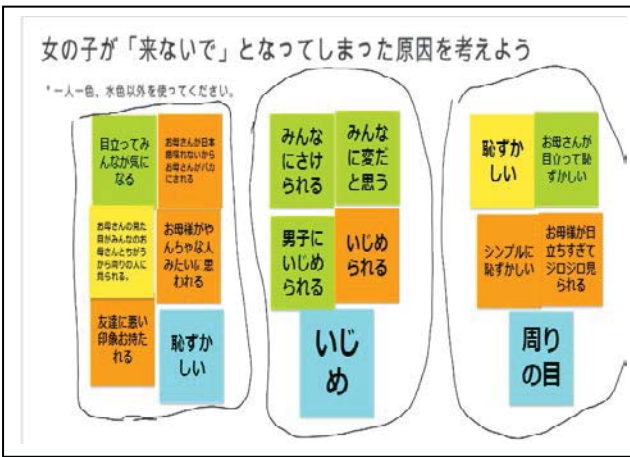 女の子が「来ないで」となってしまった原因を考えよう
*一人一色、水色以外を使ってください。
目立ってみ
んなが気に
なる
お母さんが日本
語喋れないから
お母さんがバカ
にされる
お母さんの見た
目がみんなのお
母さんとちがう
から周りの人に
見られる。
お母様がや
んちゃな人
みたいに思
われる
友達に悪い
印象お持た
れる
恥ずか
しい
みんな
にさけ
られる
みんな
に変だ
と思う
男子に
いじめ
られる
いじめ
られる
いじ
め
恥ずか
しい
お母さんが
目立って恥
ずかしい
シンプルに
恥ずかしい
お母様が目
立ちすぎて
ジロジロ見
られる
周り
の目